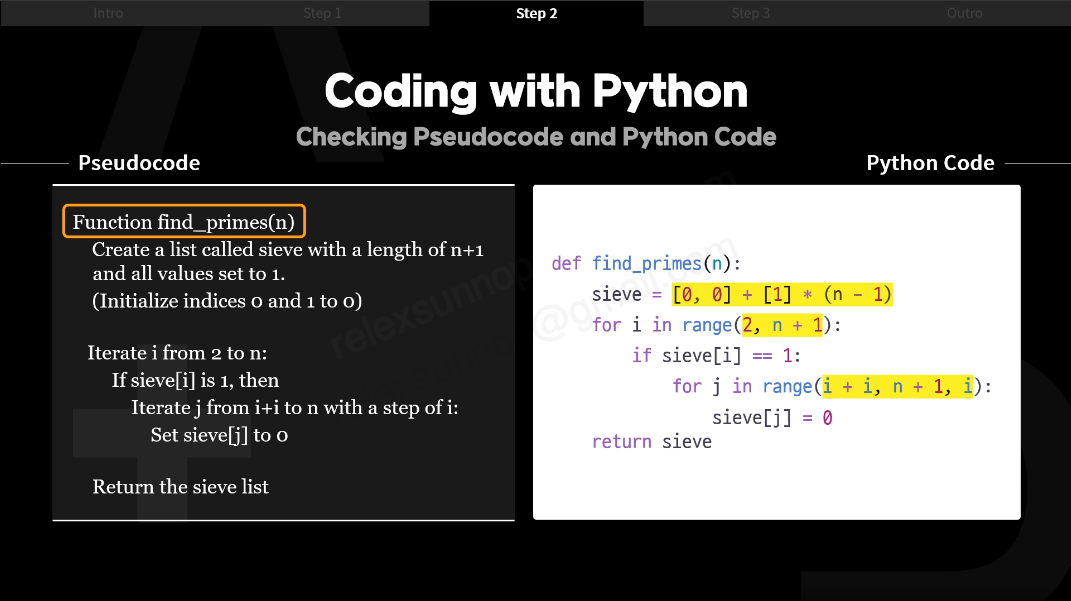 Intro
Step 1
Step 2
Step 3
Outro
Coding with Python
Checking Pseudocode and Python Code
Pseudocode
Function find_primes(n)
Create a list called sieve with a length of n+1
and all values set to 1.
(Initialize indices 0 and 1 to 0)
Iterate i from 2 to n:
If sieve[i] is 1, then
Iterate j from i+i to n with a step of i:
Set sieve[j] to 0
Return the sieve list
Python Code
def find_primes(n):
sieve = [0, 0] + [1] * (n - 1)
for i in range(2, n + 1):
if sieve[i] == 1:
for j in range(i + i, n + 1, i):
sieve[j] = 0
return sieve